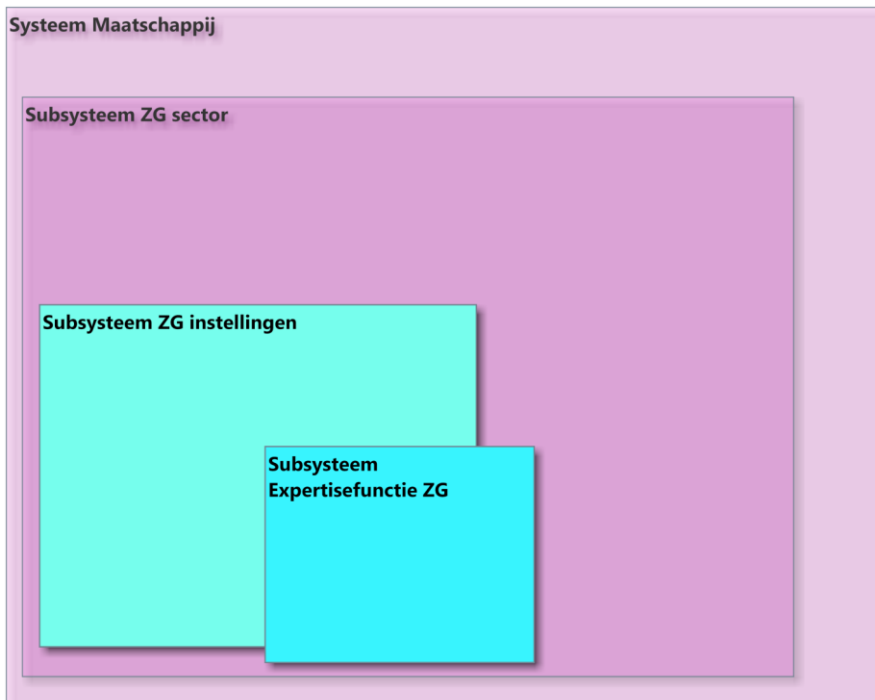 Systeem Maatschappij
Subsysteem ZG sector
Subsysteem ZG instellingen
Subsysteem
Expertisefunctie ZG